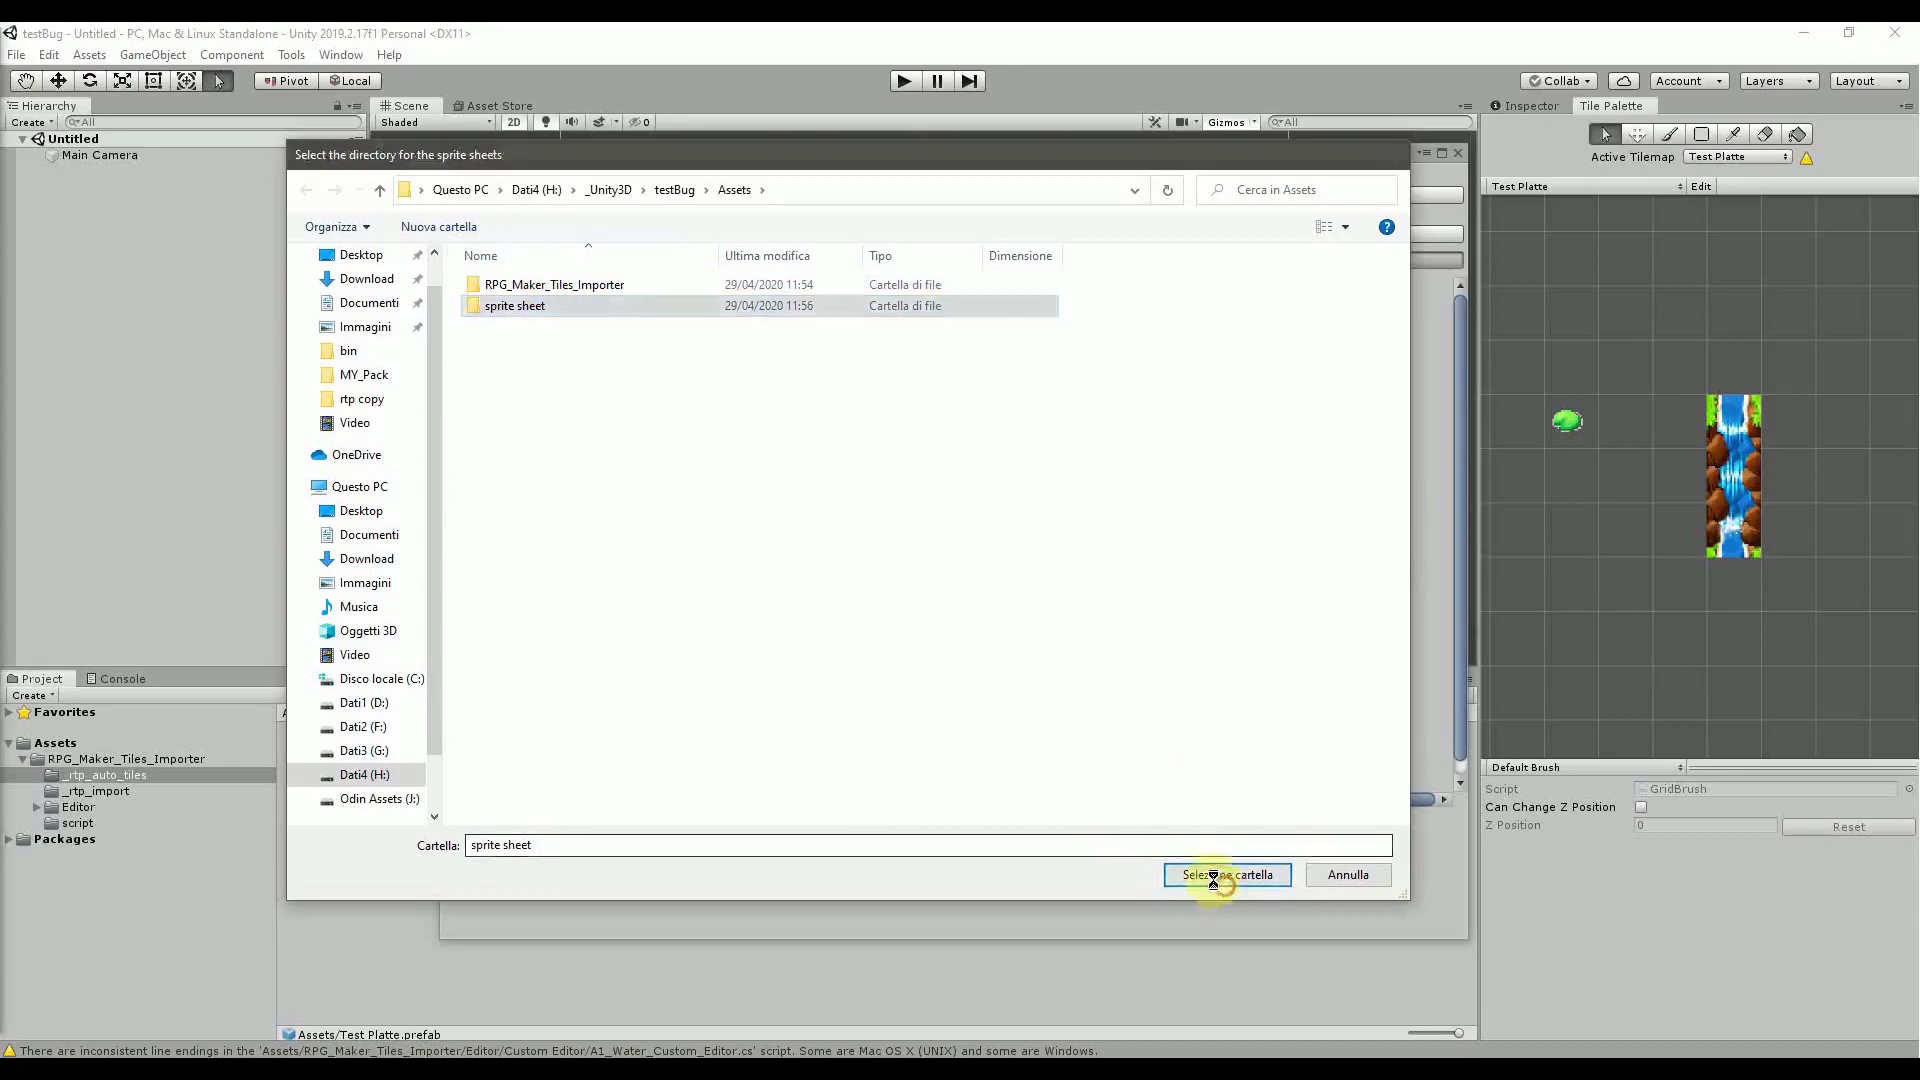 testBug - Untitled - PC, Mac & Linux Standalone - Unity 2019.2.17f1 Personal <DX11>
File Edit Assets GameObject Component Tools Window Help
Pivot Local Collab Account Layers Layout
Hierarchy Scene Asset Store Inspector Tile Palette
Create All Shaded 2D 0 Gizmos All
Untitled
Main Camera
Active Tilemap Test Platte
Test Platte Edit
Select the directory for the sprite sheets
Questo PC Dati4 (H:) _Unity3D testBug Assets Cerca in Assets
Organizza Nuova cartella
Nome Ultima modifica Tipo Dimensione
RPG_Maker_Tiles_Importer 29/04/2020 11:54 Cartella di file
sprite sheet 29/04/2020 11:56 Cartella di file
Desktop
Download
Documenti
Immagini
bin
MY_Pack
rtp copy
Video
OneDrive
Questo PC
Desktop
Documenti
Download
Immagini
Musica
Oggetti 3D
Video
Disco locale (C:)
Dati1 (D:)
Dati2 (F:)
Dati3 (G:)
Dati4 (H:)
Odin Assets (J:)
Cartella: sprite sheet
Annulla
Project Console
Create
Favorites
Assets
RPG_Maker_Tiles_Importer
_rtp_auto_tiles
_rtp_import
Editor
script
Packages
Default Brush
Script GridBrush
Can Change Z Position
Z Position 0 Reset
Assets/Test Platte.prefab
There are inconsistent line endings in the 'Assets/RPG_Maker_Tiles_Importer/Editor/Custom Editor/A1_Water_Custom_Editor.cs' script. Some are Mac OS X (UNIX) and some are Windows.